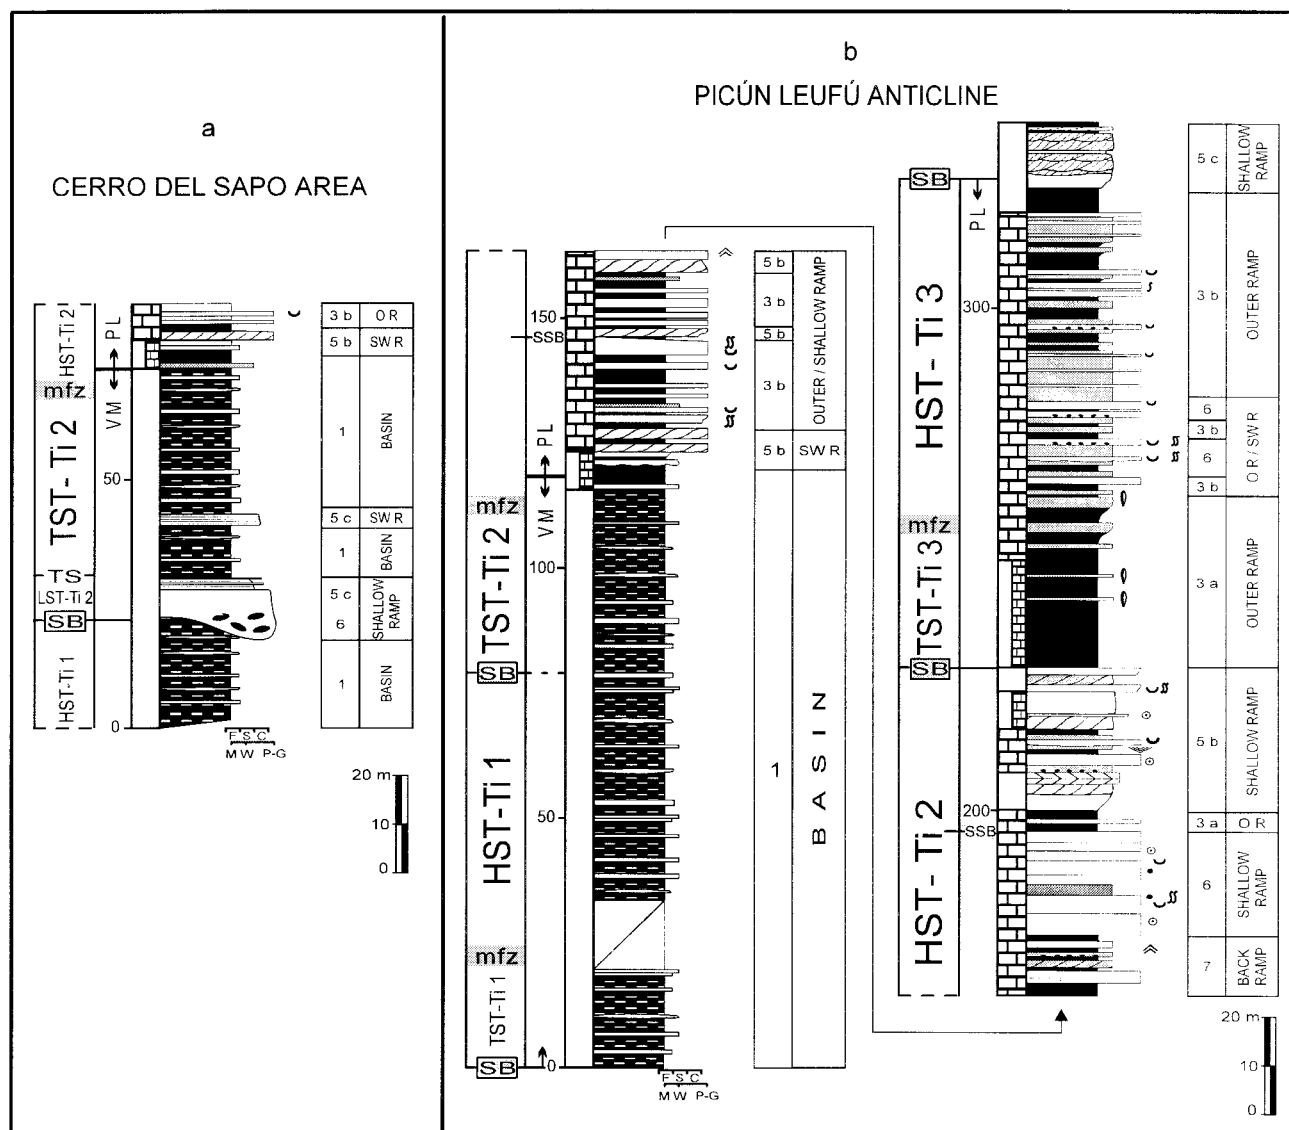 a
CERRO DEL SAPO AREA
HST-Ti 2
mfz
TST- Ti 2
TS
LST-Ti 2
SB
HST-Ti 1
PL
VM
50
0
3 b OR
5 b SWR
1 BASIN
5 c SWR
1 BASIN
5 c
6
SHALLOW
RAMP
1 BASIN
F S C
M W P-G
20 m
10
0
b
PICÚN LEUFÚ ANTICLINE
mfz
TST-Ti 2
SB
HST-Ti 1
mfz
TST-Ti 1
SB
150
SSB
PL
VM
100
50
0
5 b
3 b
5 b
3 b
OUTER / SHALLOW RAMP
5 b SWR
1 BASIN
F S C
M W P-G
SB
HST- Ti 3
mfz
TST-Ti 3
SB
HST- Ti 2
PL
300
200
SSB
5 c
SHALLOW
RAMP
3 b
OUTER RAMP
6
3 b
6
3 b
OR / SWR
3 a
OUTER RAMP
5 b
SHALLOW RAMP
3 a OR
6
SHALLOW
RAMP
7
BACK
RAMP
20 m
10
0